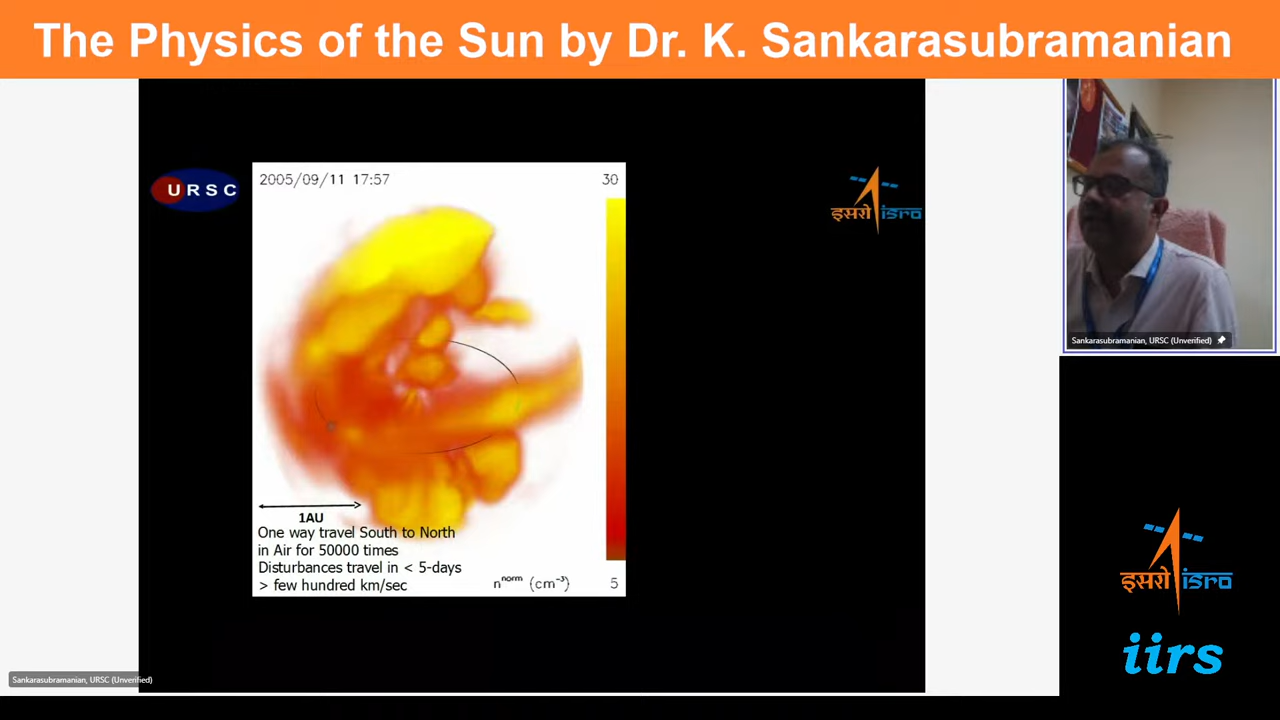 The Physics of the Sun by Dr. K. Sankarasubramanian
URSC
2005/09/11 17:57
30
इसरो isro
1AU
One way travel South to North
in Air for 50000 times
Disturbances travel in < 5-days
> few hundred km/sec
nⁿᵒʳᵐ (cm⁻³)
5
Sankarasubramanian, URSC (Unverified)
Sankarasubramanian, URSC (Unverified)
इसरो isro
iirs